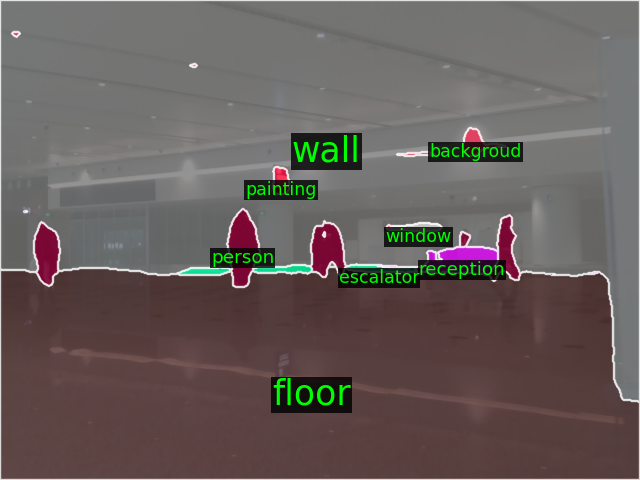 wall
backgroud
painting
window
person
reception
escalator
floor